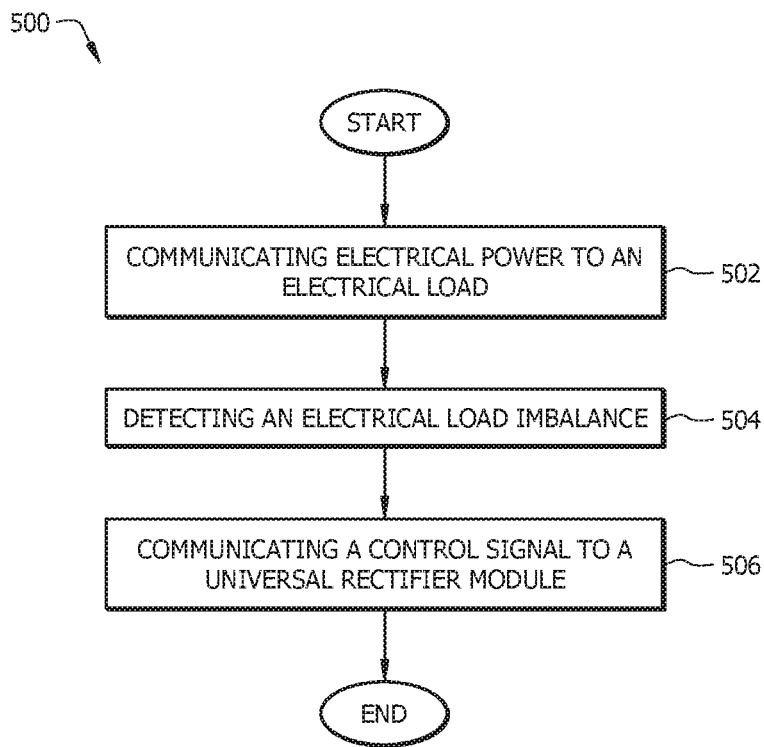 500
START
COMMUNICATING ELECTRICAL POWER TO AN
ELECTRICAL LOAD
502
DETECTING AN ELECTRICAL LOAD IMBALANCE
504
COMMUNICATING A CONTROL SIGNAL TO A
UNIVERSAL RECTIFIER MODULE
506
END